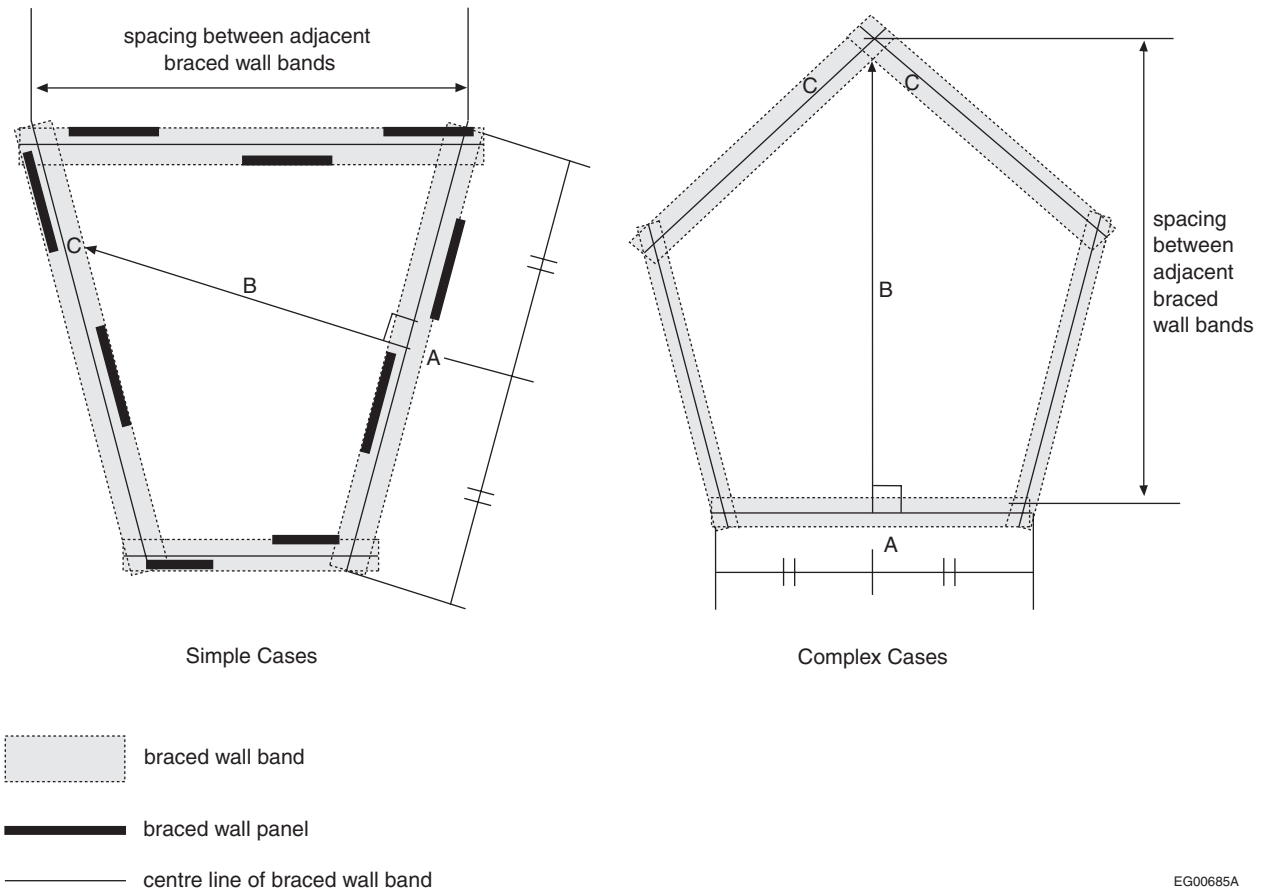 spacing between adjacent
braced wall bands
C
B
A
Simple Cases
C
C
B
A
spacing
between
adjacent
braced
wall bands
Complex Cases
braced wall band
braced wall panel
centre line of braced wall band
EG00685A